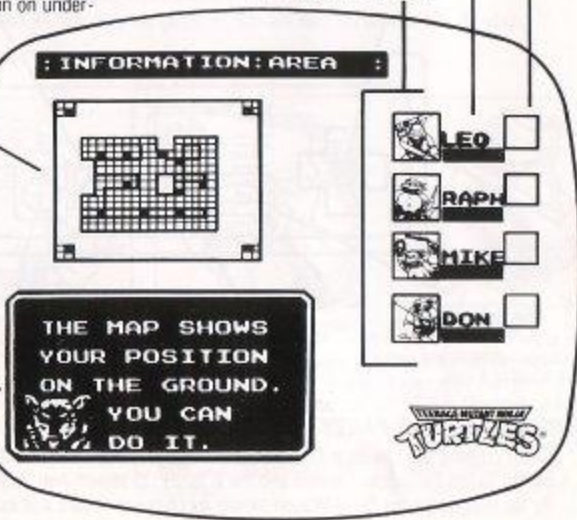 in on under-
: INFORMATION: AREA :
LEO
RAPH
MIKE
DON
THE MAP SHOWS
YOUR POSITION
ON THE GROUND.
YOU CAN
DO IT.
TEENAGE MUTANT NINJA
TURTLES